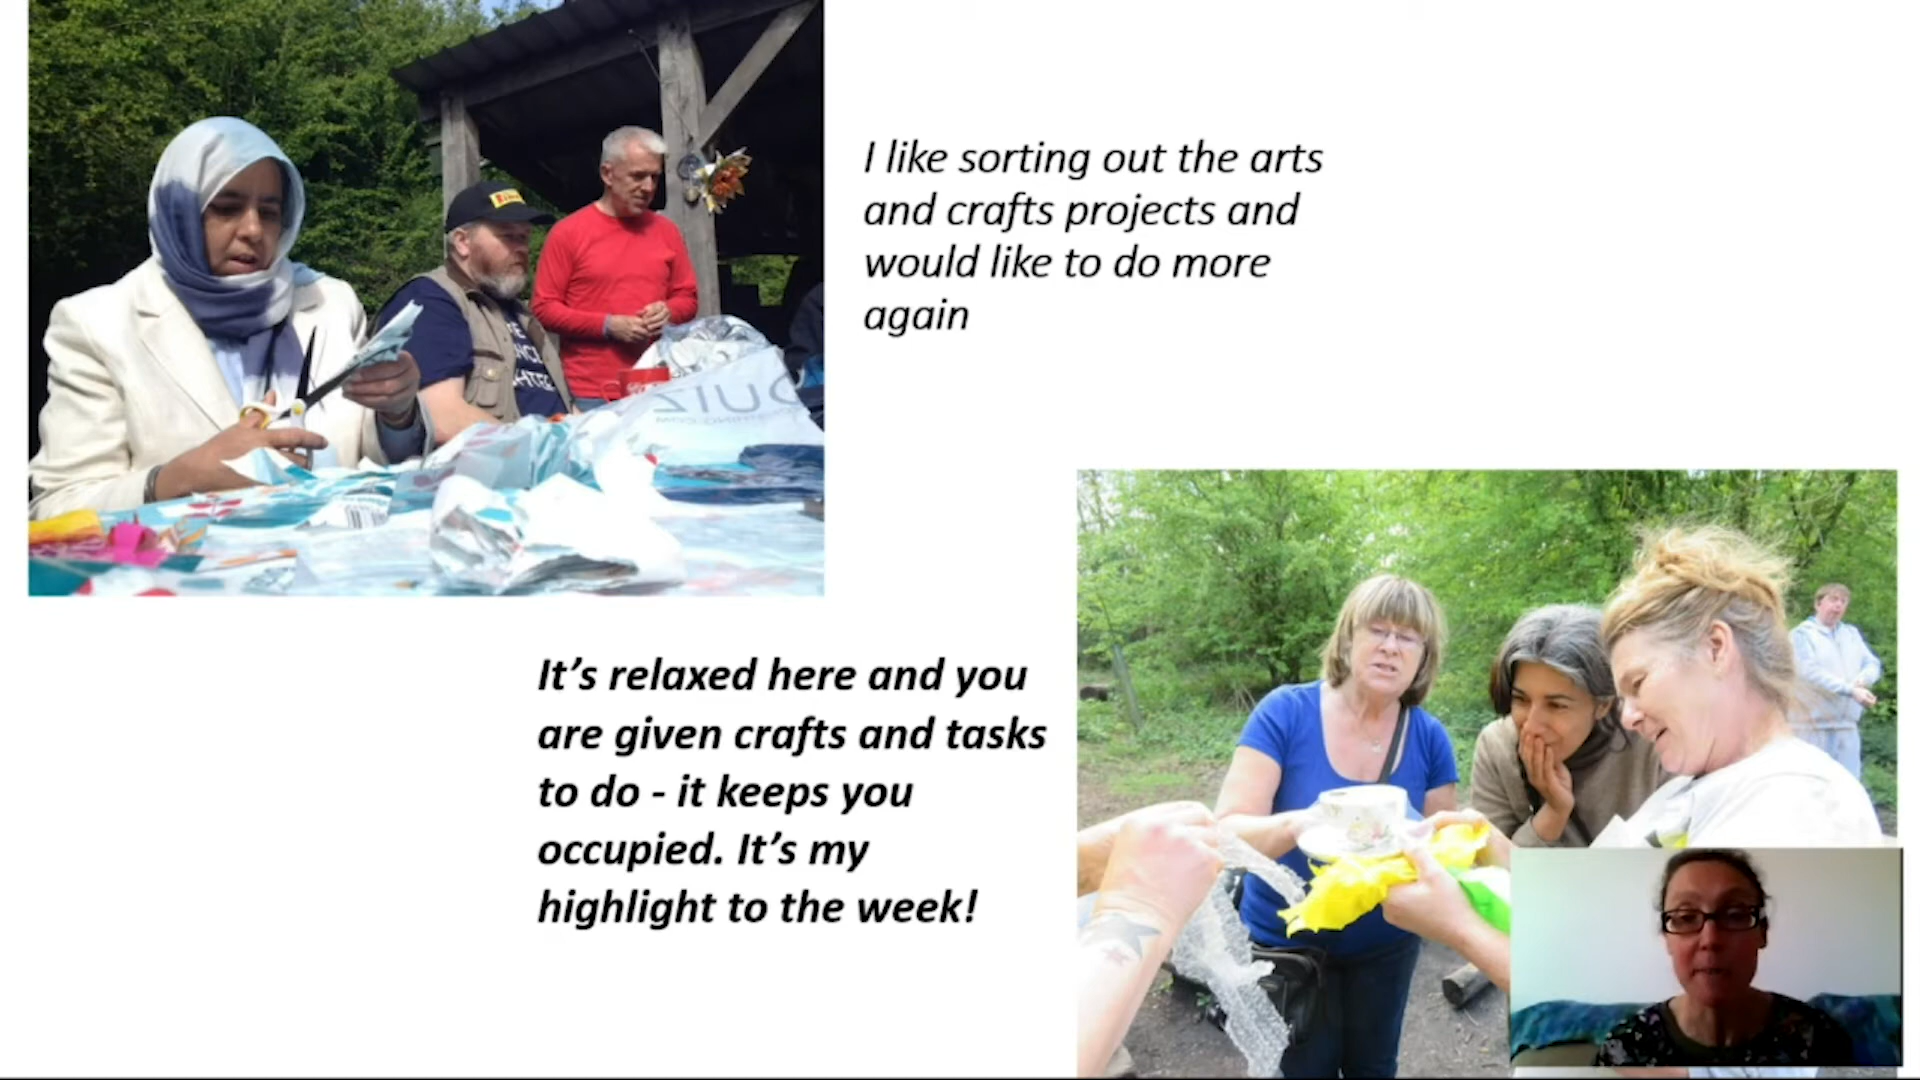 I like sorting out the arts
and crafts projects and
would like to do more
again
It’s relaxed here and you
are given crafts and tasks
to do - it keeps you
occupied. It’s my
highlight to the week!
QUIZ